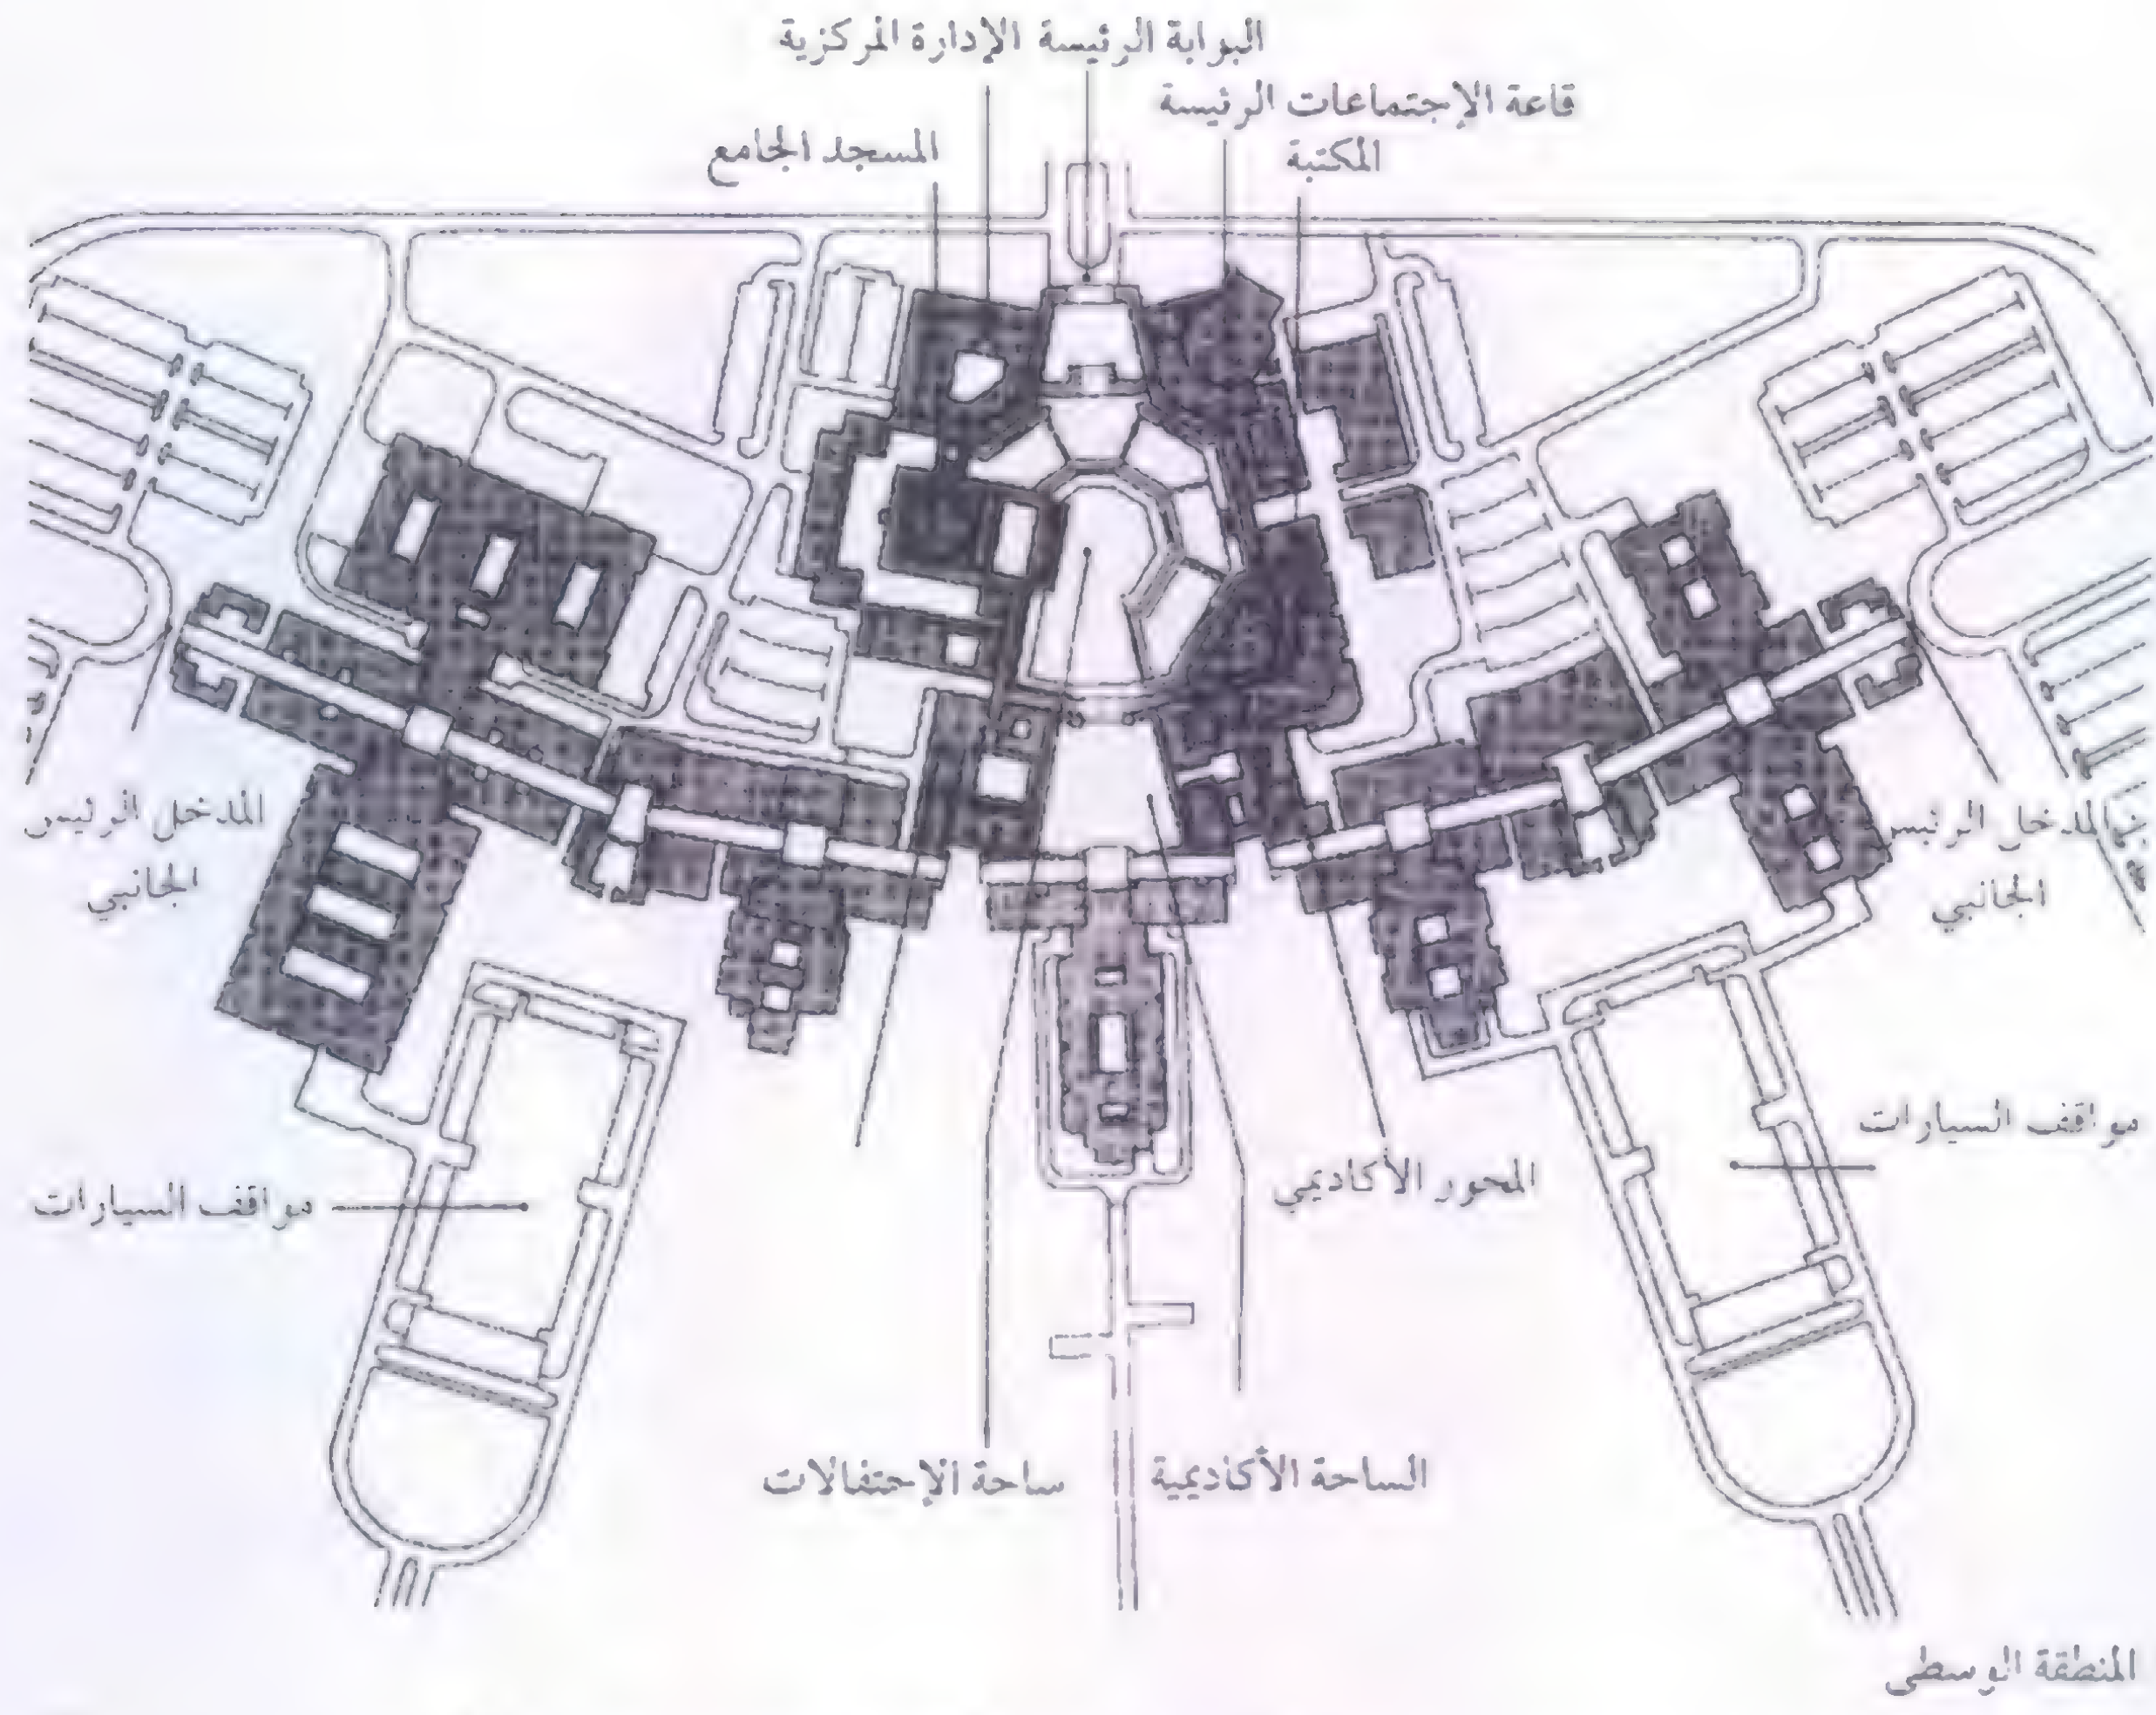 البوابة الرئيسة الإدارة المركزية
قاعة الإجتماعات الرئيسة
المكتبة
المسجد الجامع
المدخل الرئيس
الجانبي
المدخل الرئيس
الجانبي
مواقف السيارات
المحور الأكاديمي
مواقف السيارات
الساحة الأكاديمية
ساحة الإحتفالات
المنطقة الوسطى